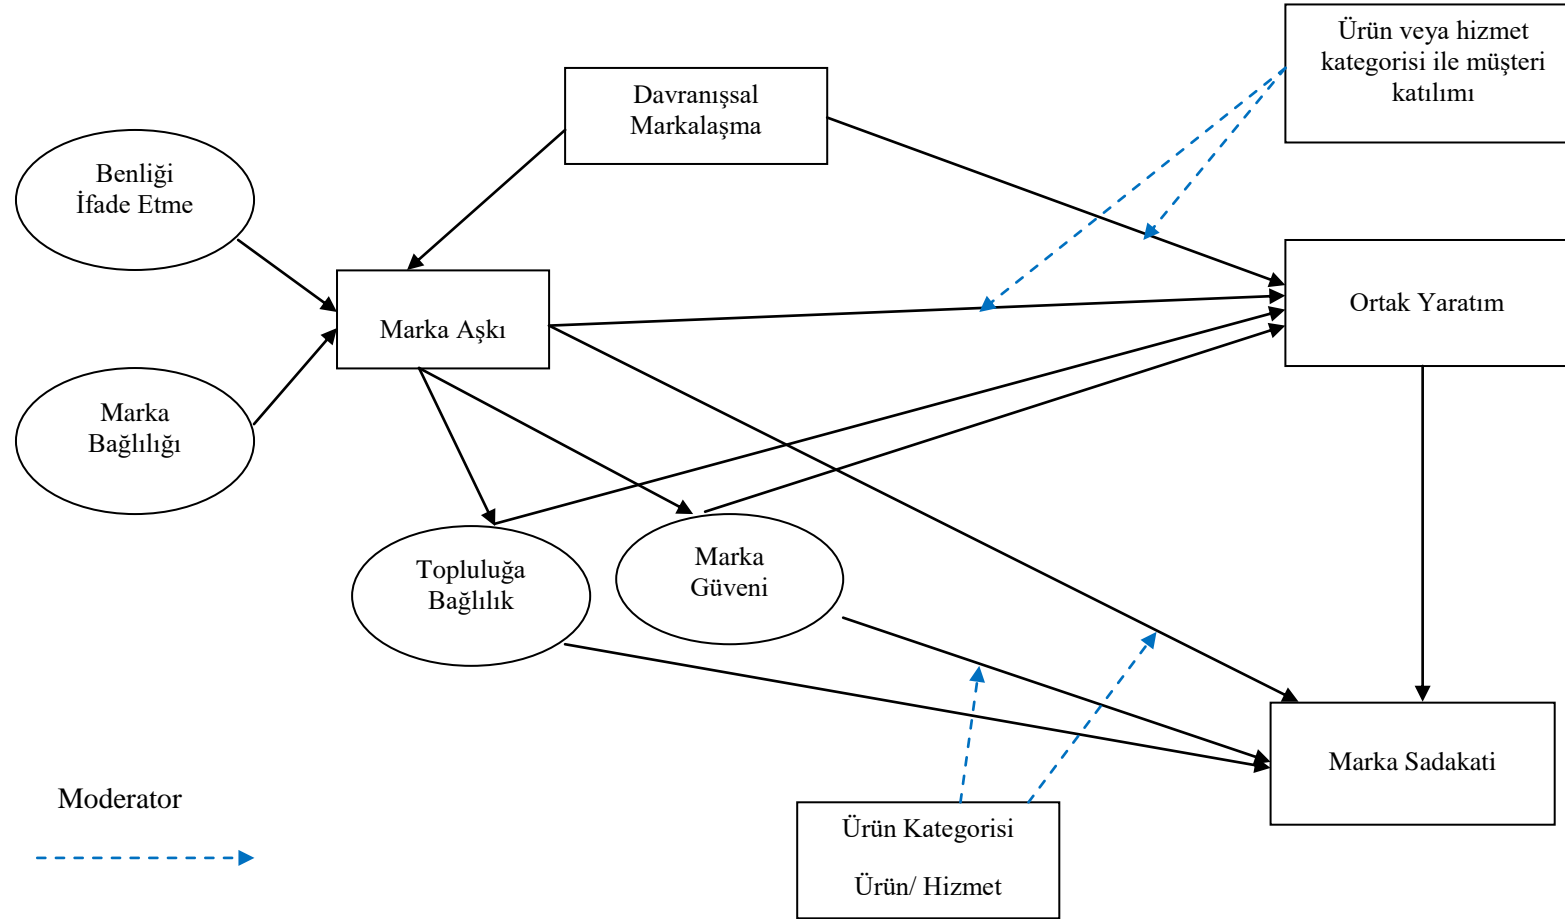 Ürün veya hizmet
kategorisi ile müşteri
katılımı
Davranışsal
Markalaşma
Benliği
İfade Etme
Marka Aşkı
Ortak Yaratım
Marka
Bağlılığı
Topluluğa
Bağlılık
Marka
Güveni
Marka Sadakati
Moderator
Ürün Kategorisi
Ürün/ Hizmet